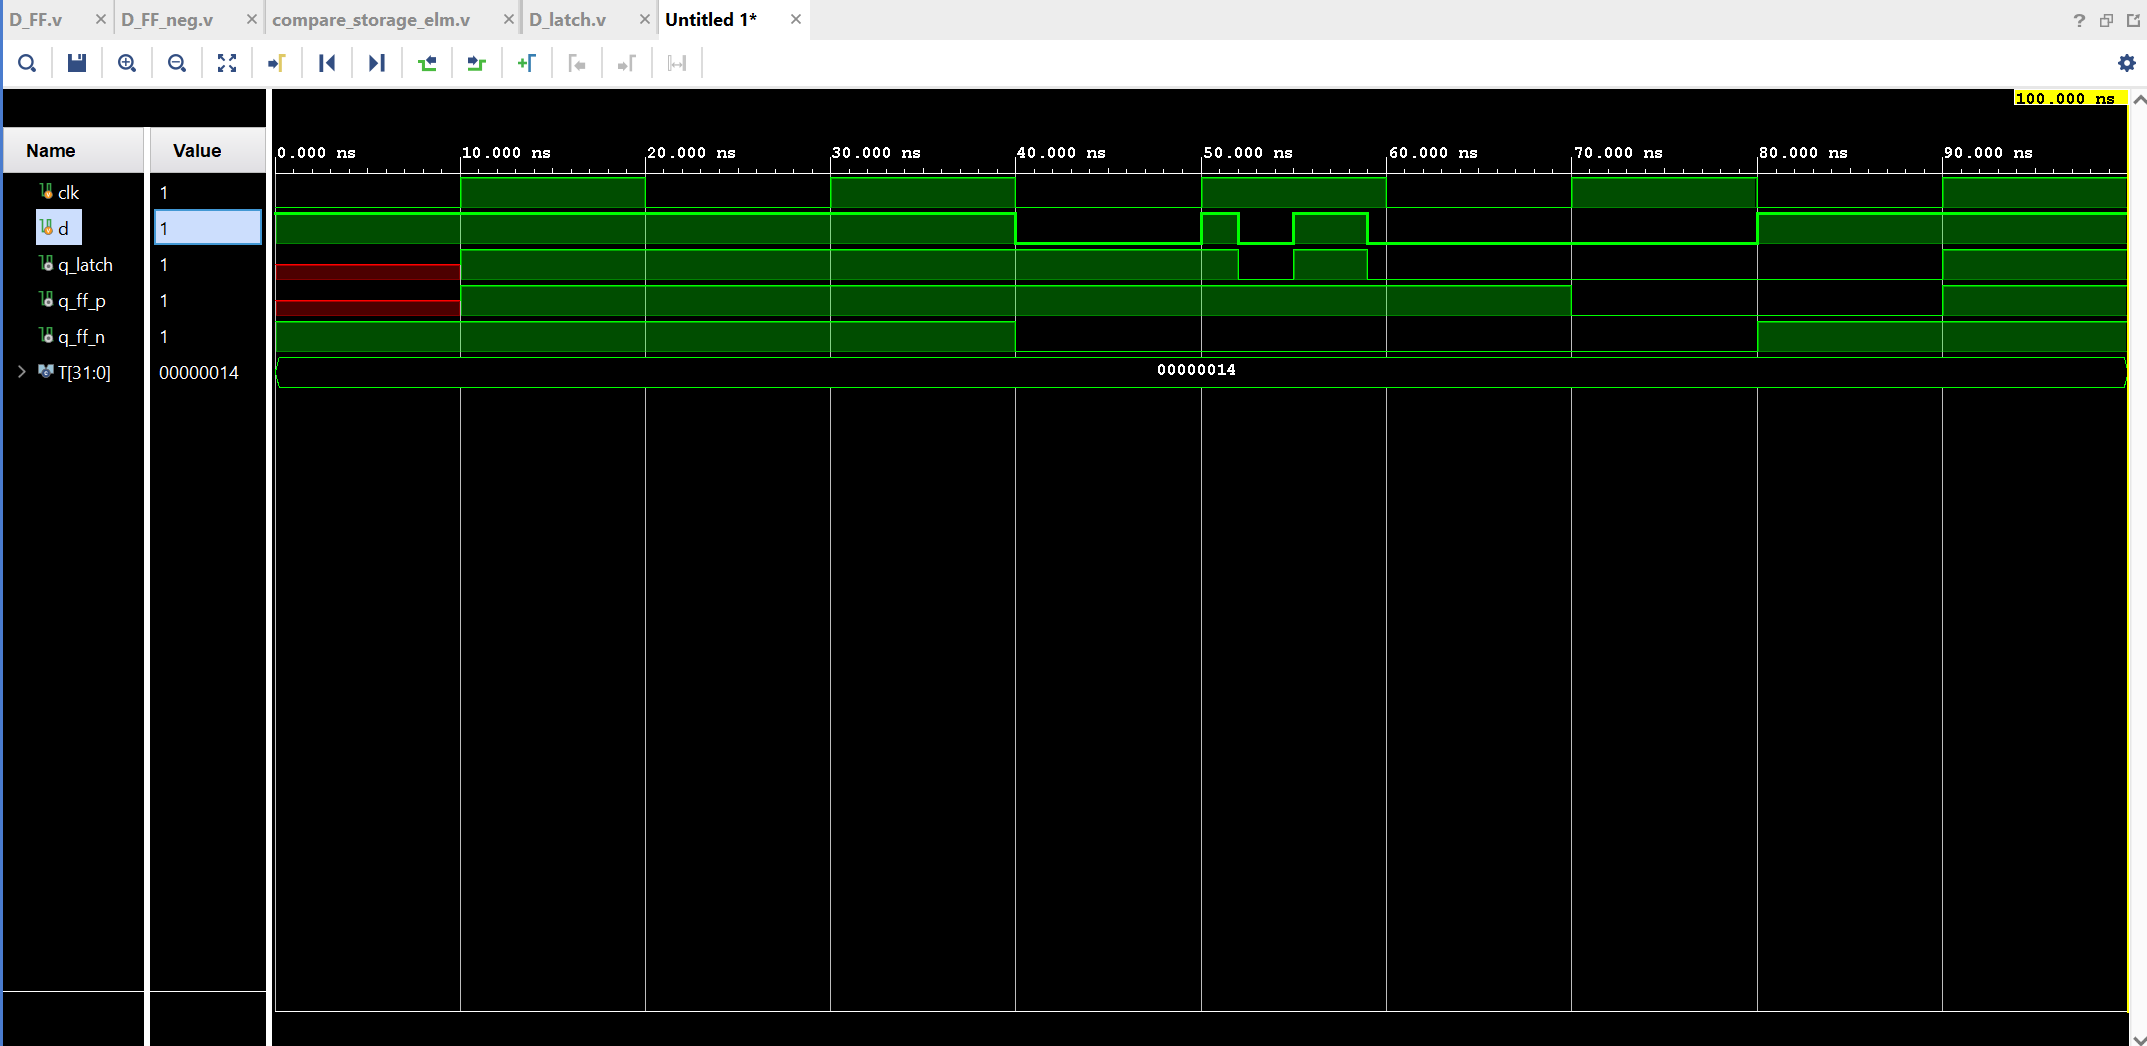 D_FF.v D_FF_neg.v compare_storage_elm.v D_latch.v Untitled 1*
100.000 ns
Name Value
0.000 ns 10.000 ns 20.000 ns 30.000 ns 40.000 ns 50.000 ns 60.000 ns 70.000 ns 80.000 ns 90.000 ns
clk 1
d 1
q_latch 1
q_ff_p 1
q_ff_n 1
T[31:0] 00000014 00000014